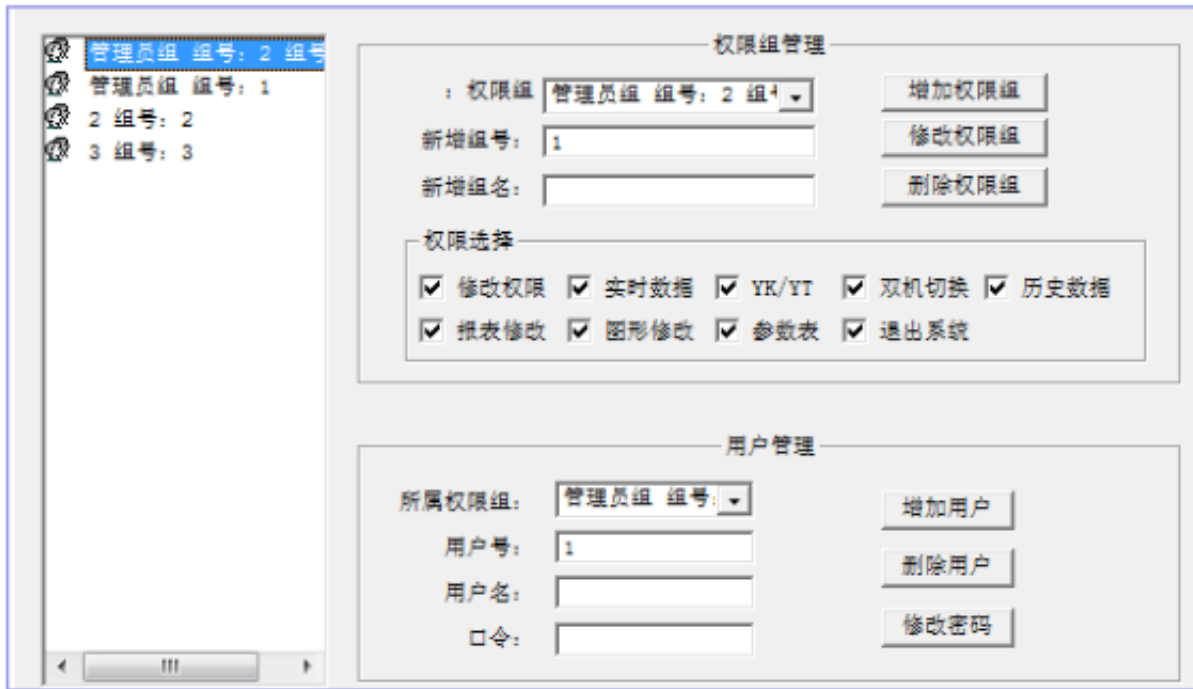 管理员组 组号: 2 组号
管理员组 组号: 1
2 组号: 2
3 组号: 3
权限组管理
: 权限组 管理员组 组号: 2 组 增加权限组
新增组号: 1 修改权限组
新增组名: 删除权限组
权限选择
修改权限 实时数据 YK/YT 双机切换 历史数据
报表修改 图形修改 参数表 退出系统
用户管理
所属权限组: 管理员组 组号: 增加用户
用户号: 1
删除用户
用户名:
口令: 修改密码